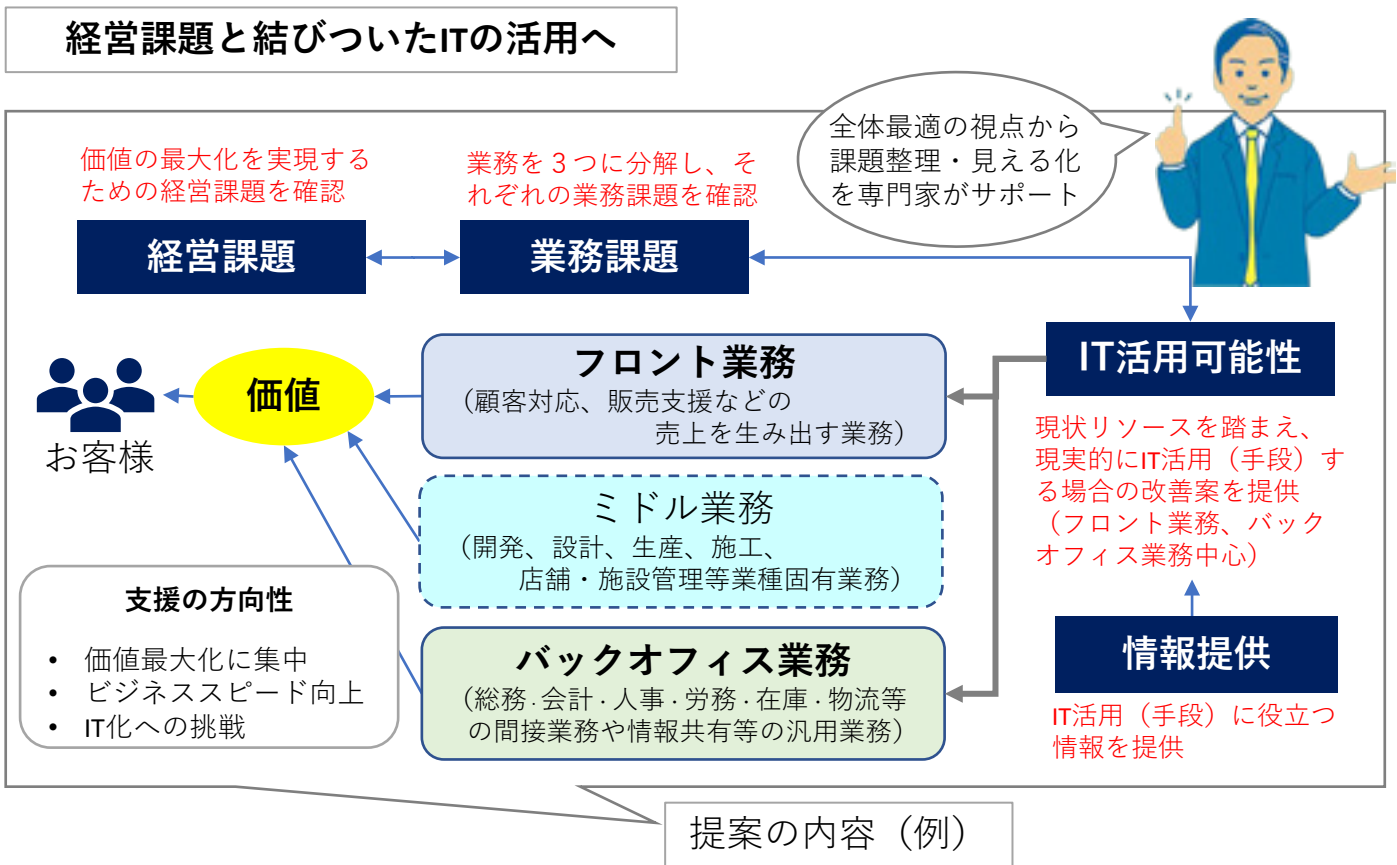 経営課題と結びついたITの活用へ
全体最適の視点から
課題整理・見える化
を専門家がサポート
価値の最大化を実現する
ための経営課題を確認
業務を３つに分解し、そ
れぞれの業務課題を確認
経営課題
業務課題
IT活用可能性
お客様
価値
フロント業務
（顧客対応、販売支援などの
売上を生み出す業務）
ミドル業務
（開発、設計、生産、施工、
店舗・施設管理等業種固有業務）
バックオフィス業務
（総務･会計･人事･労務･在庫･物流等
の間接業務や情報共有等の汎用業務）
現状リソースを踏まえ、
現実的にIT活用（手段）す
る場合の改善案を提供
（フロント業務、バック
オフィス業務中心）
情報提供
IT活用（手段）に役立つ
情報を提供
支援の方向性
• 価値最大化に集中
• ビジネススピード向上
• IT化への挑戦
提案の内容（例）